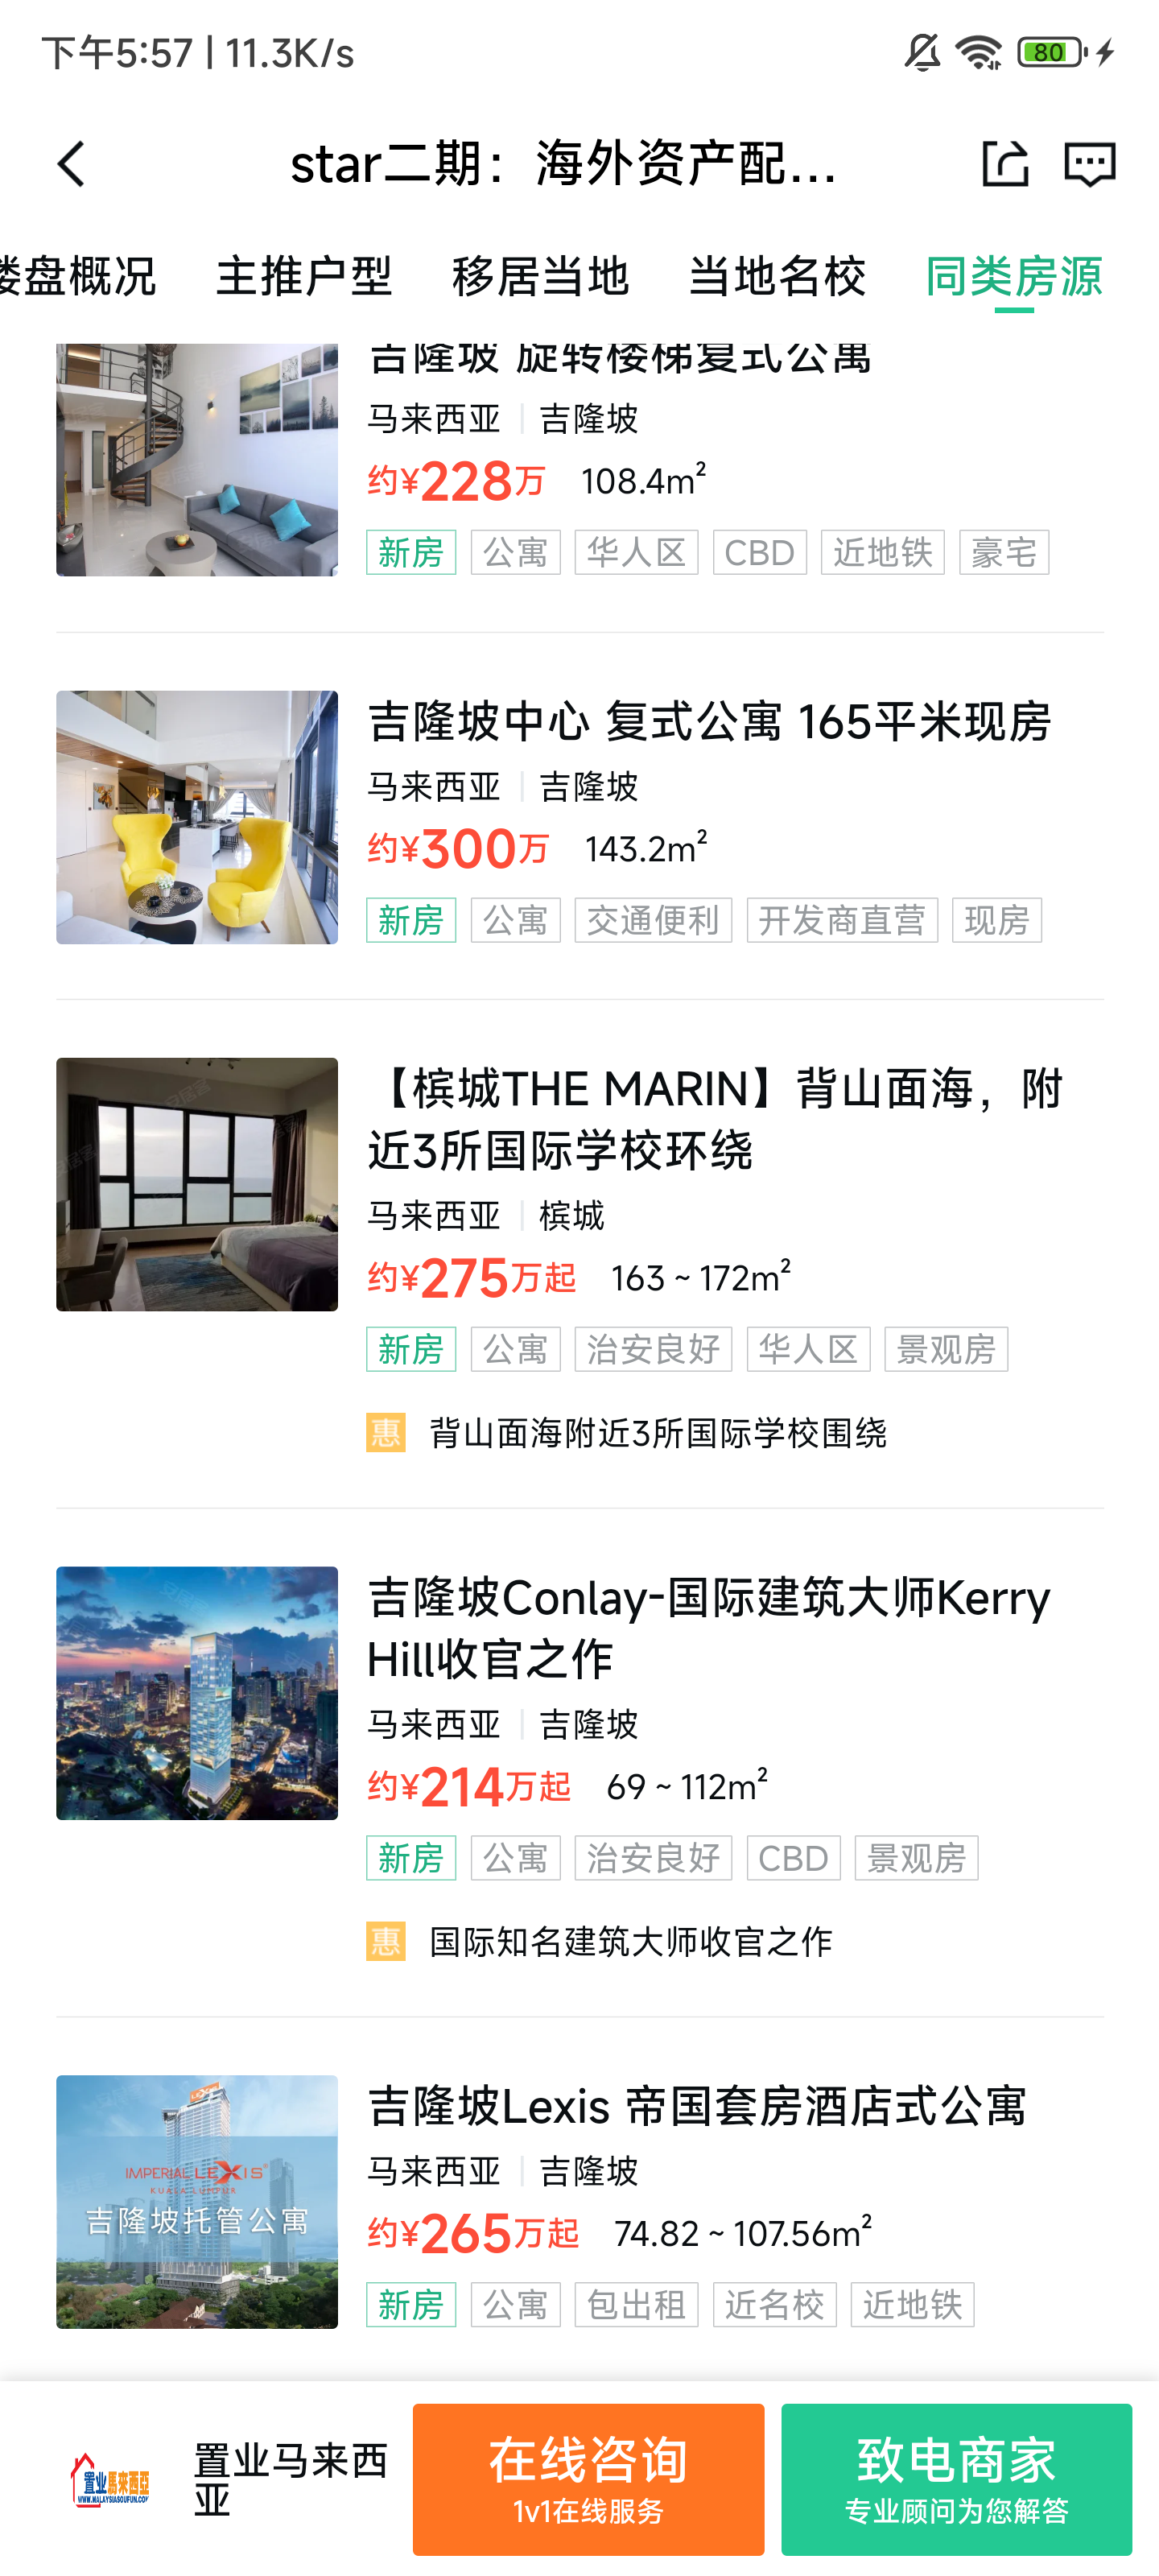 下午5:57 | 11.3K/s
80
star二期：海外资产配...
楼盘概况 主推户型 移居当地 当地名校 同类房源
吉隆坡 旋转楼梯复式公寓
马来西亚 吉隆坡
约¥228万 108.4m²
新房 公寓 华人区 CBD 近地铁 豪宅
吉隆坡中心 复式公寓 165平米现房
马来西亚 吉隆坡
约¥300万 143.2m²
新房 公寓 交通便利 开发商直营 现房
【槟城THE MARIN】背山面海，附
近3所国际学校环绕
马来西亚 槟城
约¥275万起 163 ~ 172m²
新房 公寓 治安良好 华人区 景观房
惠 背山面海附近3所国际学校围绕
吉隆坡Conlay-国际建筑大师Kerry
Hill收官之作
马来西亚 吉隆坡
约¥214万起 69 ~ 112m²
新房 公寓 治安良好 CBD 景观房
惠 国际知名建筑大师收官之作
LEXIS
IMPERIAL LEXIS
KUALA LUMPUR
吉隆坡托管公寓
吉隆坡Lexis 帝国套房酒店式公寓
马来西亚 吉隆坡
约¥265万起 74.82 ~ 107.56m²
新房 公寓 包出租 近名校 近地铁
置业馬来西亞
WWW.MALAYSIASOUFUN.COM
置业马来西
亚
在线咨询
1v1在线服务
致电商家
专业顾问为您解答